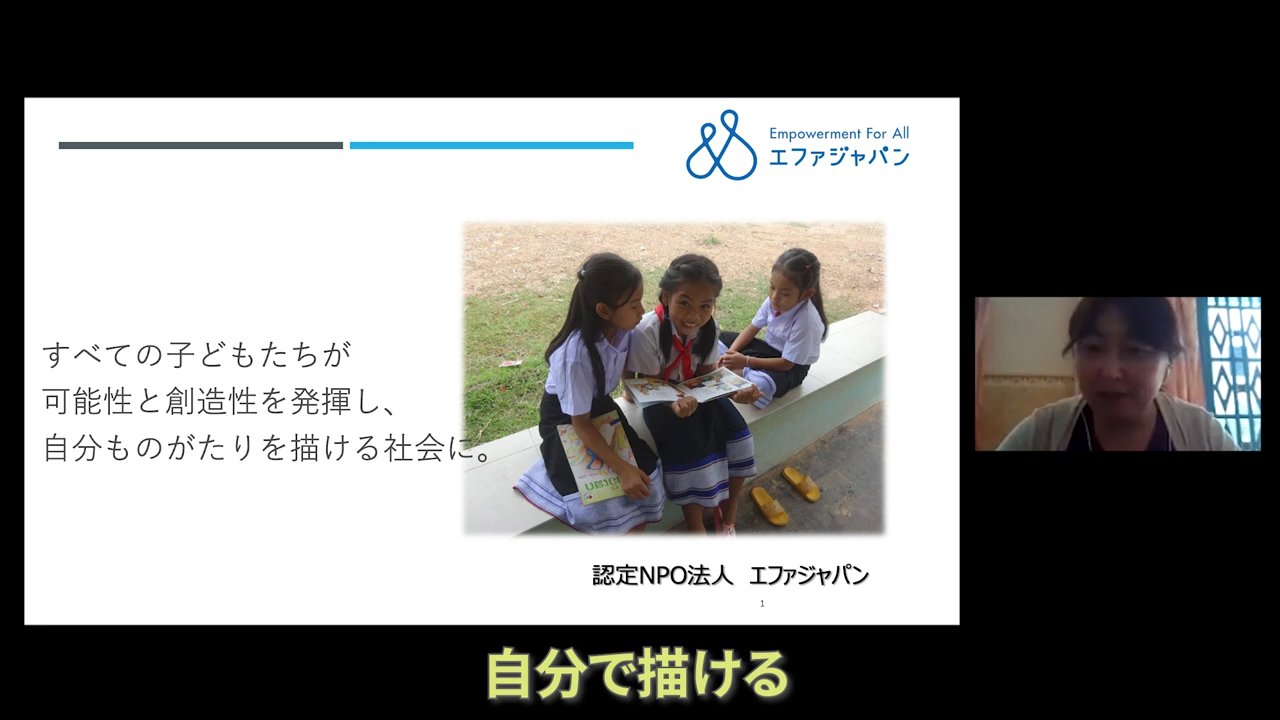 Empowerment For All
エファジャパン
すべての子どもたちが
可能性と創造性を発揮し、
自分ものがたりを描ける社会に。
認定NPO法人 エファジャパン
1
自分で描ける